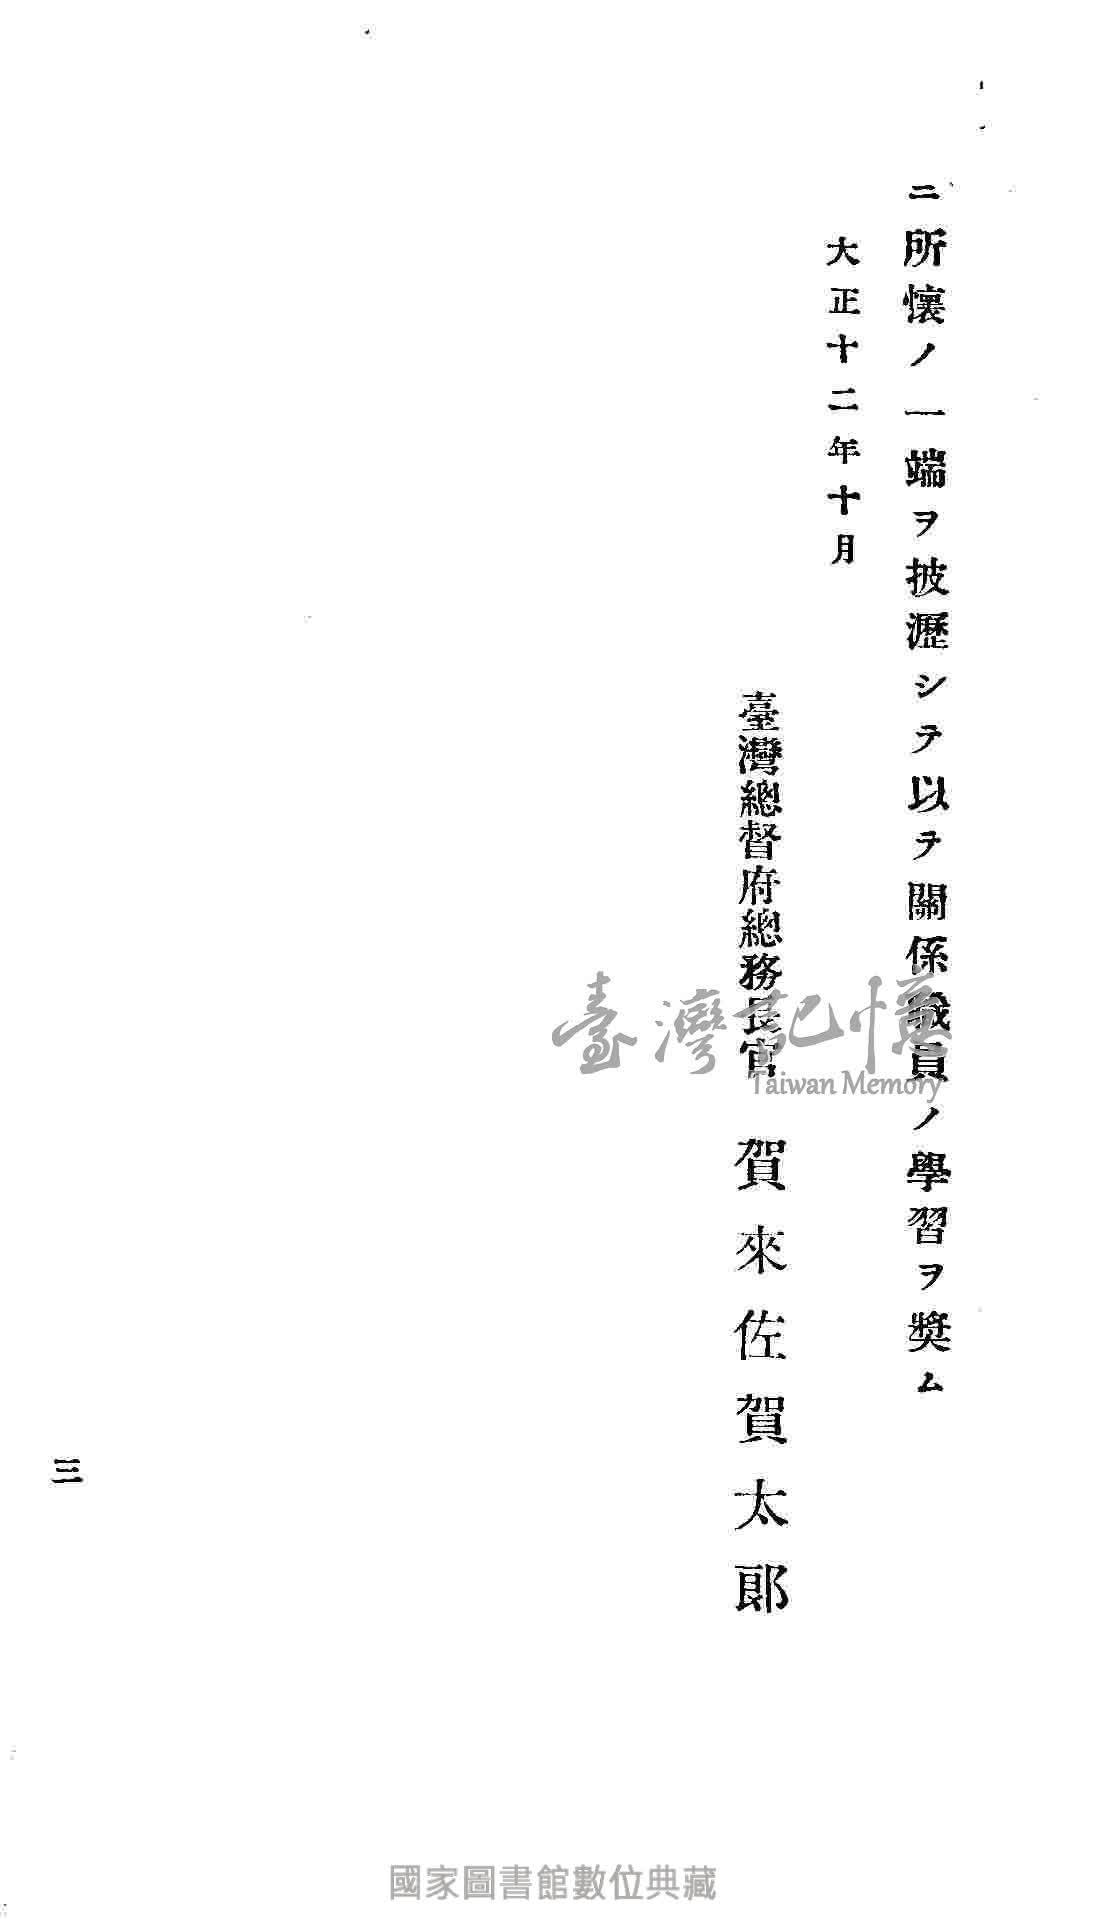 ニ所懷ノ一端ヲ披瀝シテ以テ關係職員ノ學習ヲ奬ム
大正十二年十月
臺灣總督府總務長官 賀來佐賀太郞
三
臺灣記憶
Taiwan Memory
國家圖書館數位典藏